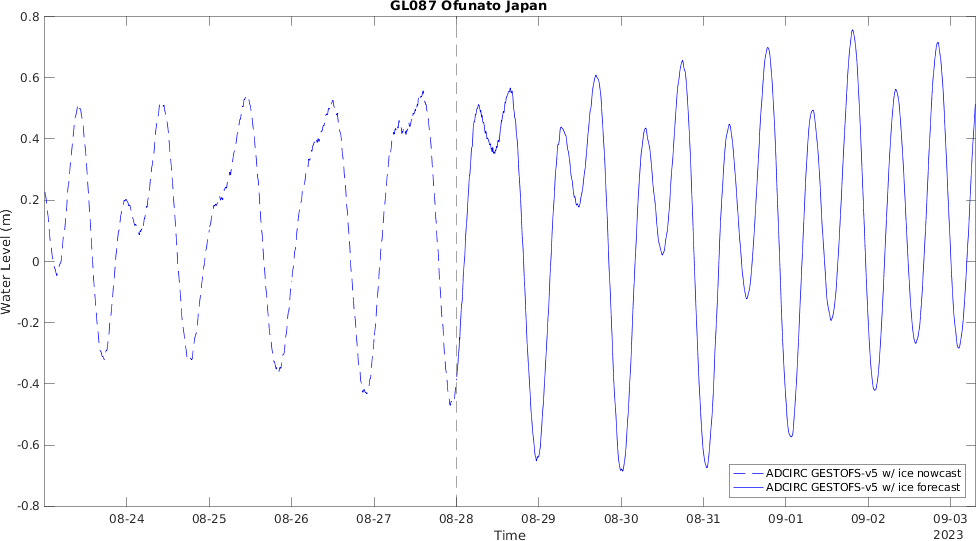 GL087 Ofunato Japan
0.8
0.6
0.4
0.2
0
-0.2
-0.4
-0.6
-0.8
Water Level (m)
ADCIRC GESTOFS-v5 w/ ice nowcast
ADCIRC GESTOFS-v5 w/ ice forecast
08-24 08-25 08-26 08-27 08-28 08-29 08-30 08-31 09-01 09-02 09-03
2023
Time